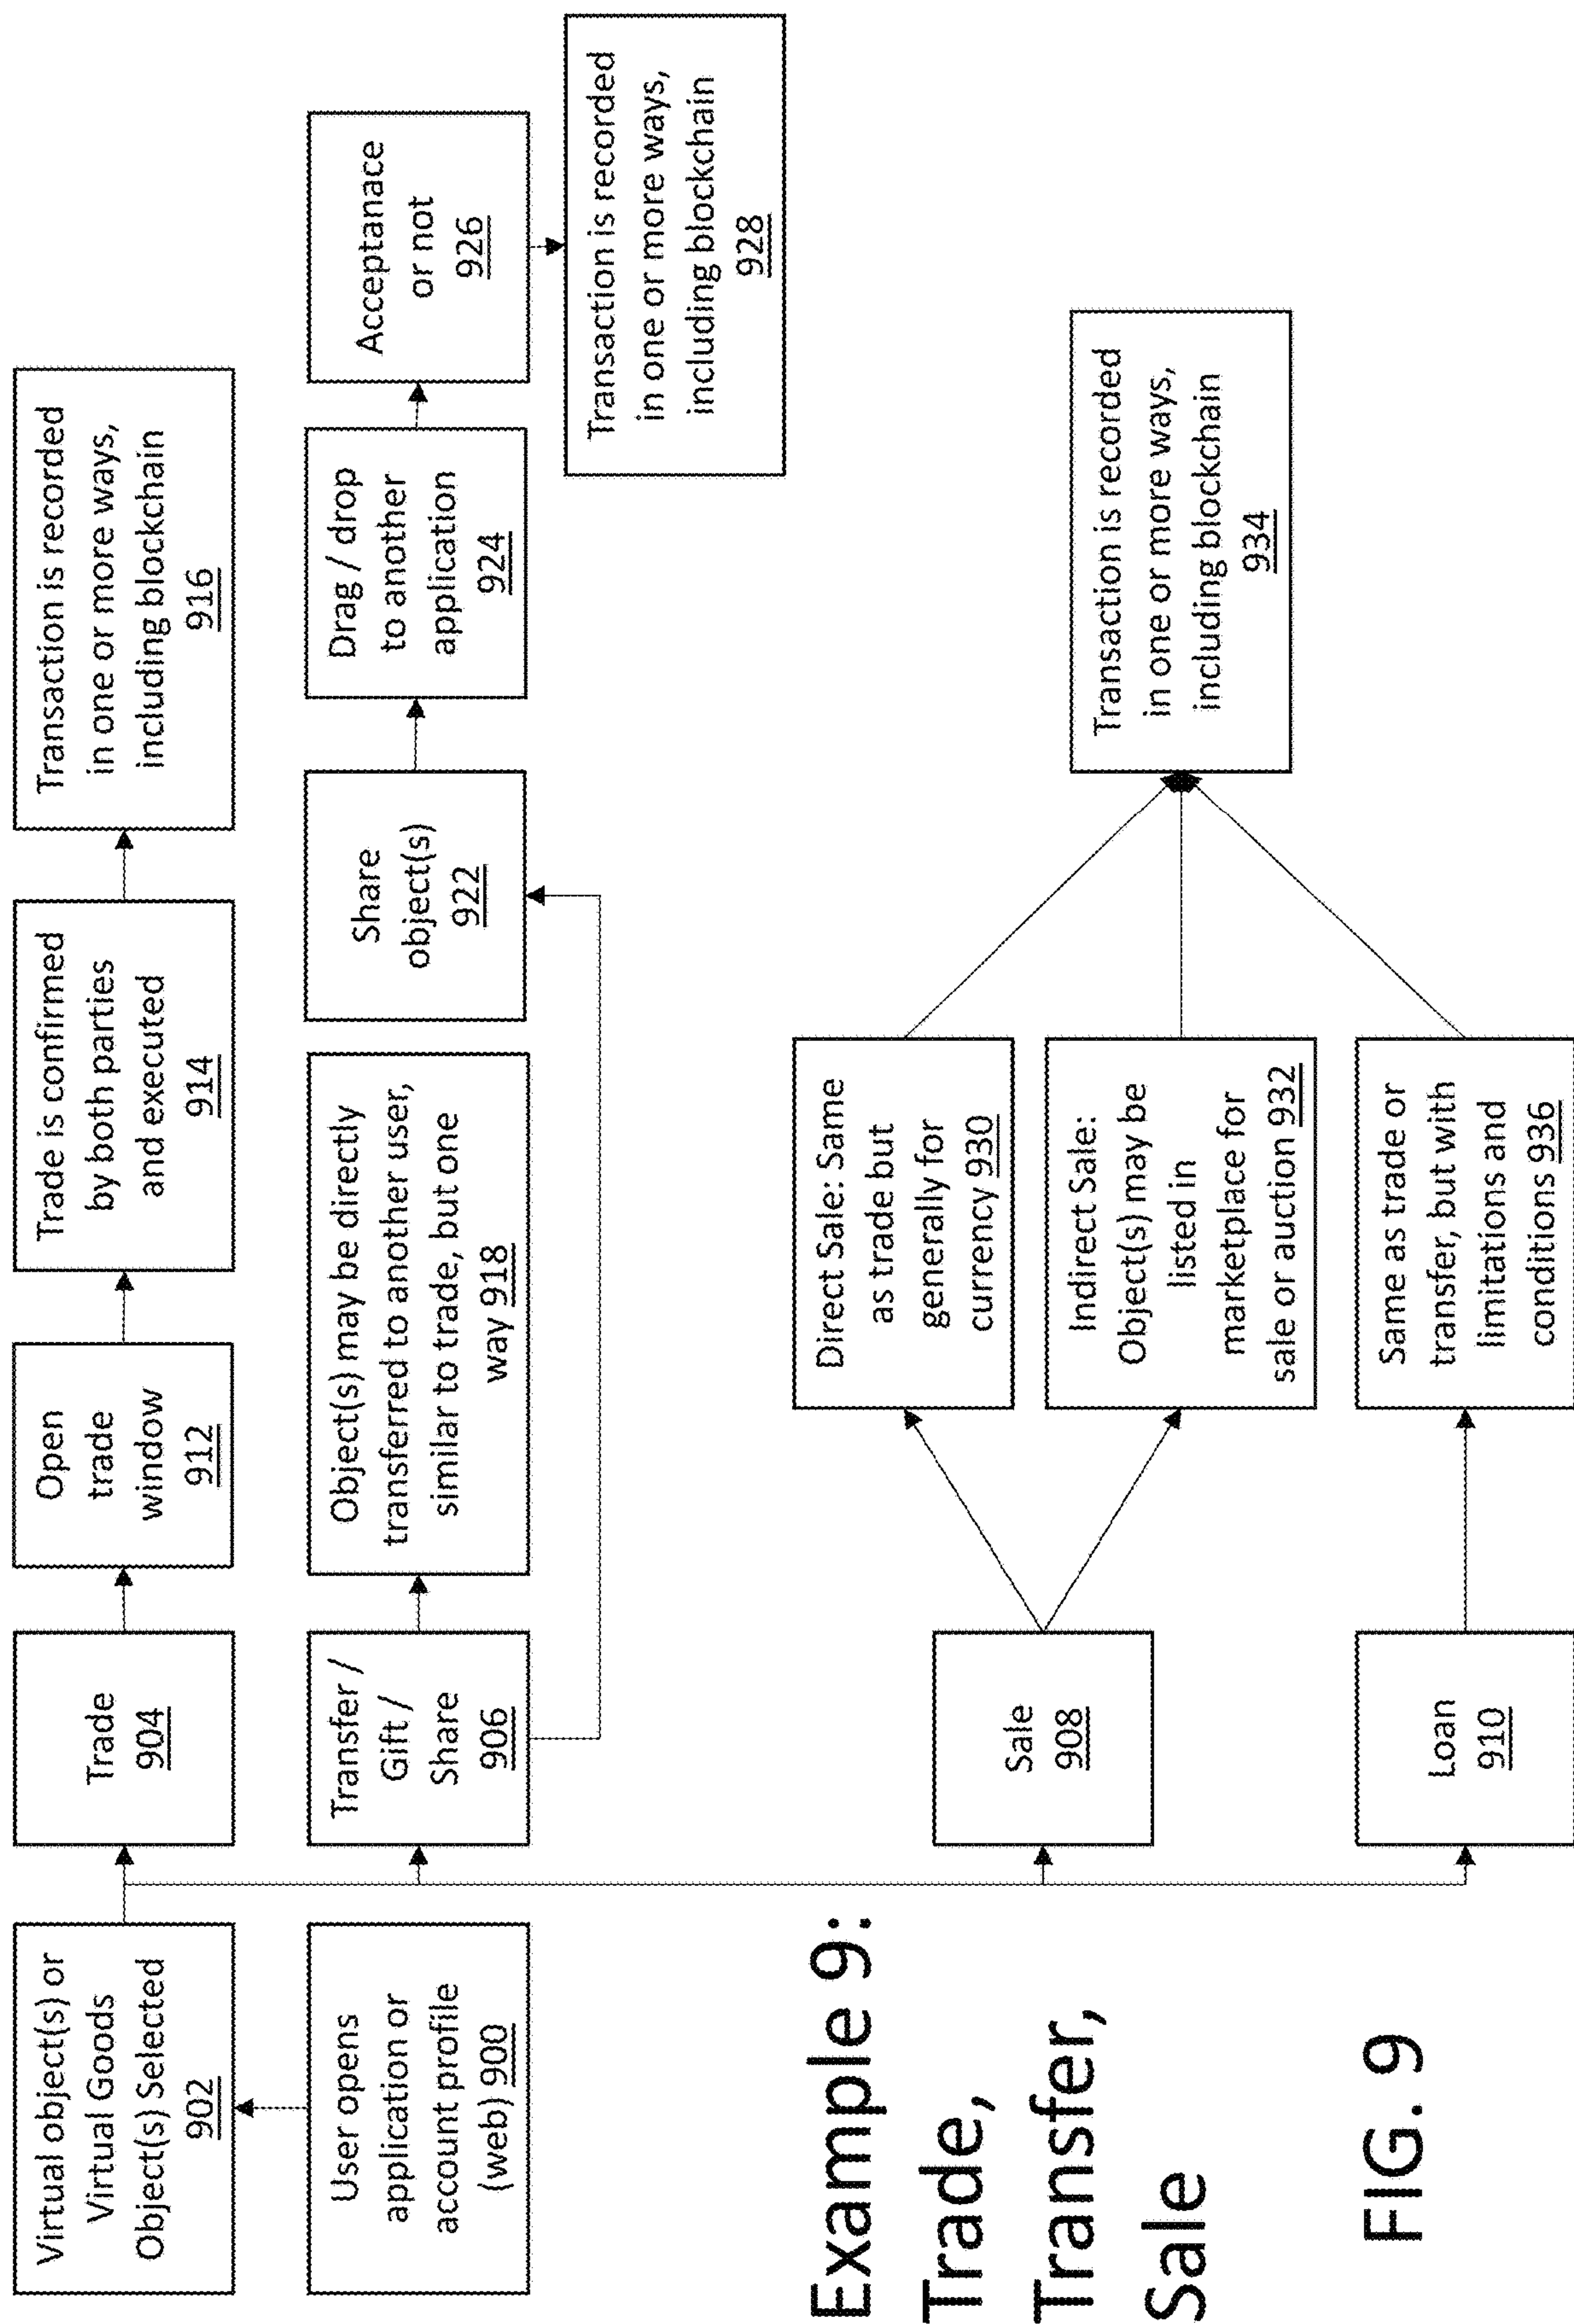 Virtual object(s) or
Virtual Goods
Object(s) Selected
902
User opens
application or
account profile
(web) 900
Trade
904
Open
trade
window
912
Trade is confirmed
by both parties
and executed
914
Transaction is recorded
in one or more ways,
including blockchain
916
Transfer /
Gift /
Share
906
Object(s) may be directly
transferred to another user,
similar to trade, but one
way 918
Share
object(s)
922
Drag / drop
to another
application
924
Acceptanace
or not
926
Transaction is recorded
in one or more ways,
including blockchain
928
Sale
908
Direct Sale: Same
as trade but
generally for
currency 930
Indirect Sale:
Object(s) may be
listed in
marketplace for
sale or auction 932
Loan
910
Same as trade or
transfer, but with
limitations and
conditions 936
Transaction is recorded
in one or more ways,
including blockchain
934
Example 9:
Trade,
Transfer,
Sale
FIG. 9